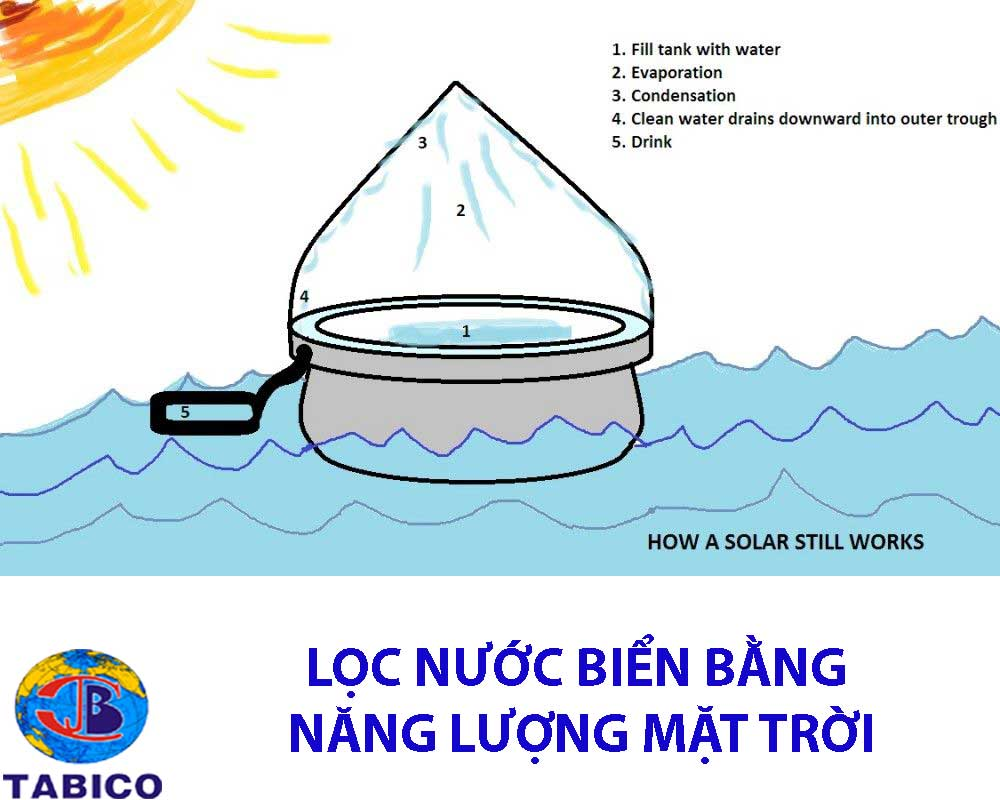 1. Fill tank with water
2. Evaporation
3. Condensation
4. Clean water drains downward into outer trough
5. Drink
3
2
4
1
5
HOW A SOLAR STILL WORKS
LỌC NƯỚC BIỂN BẰNG
NĂNG LƯỢNG MẶT TRỜI
JB
TABICO